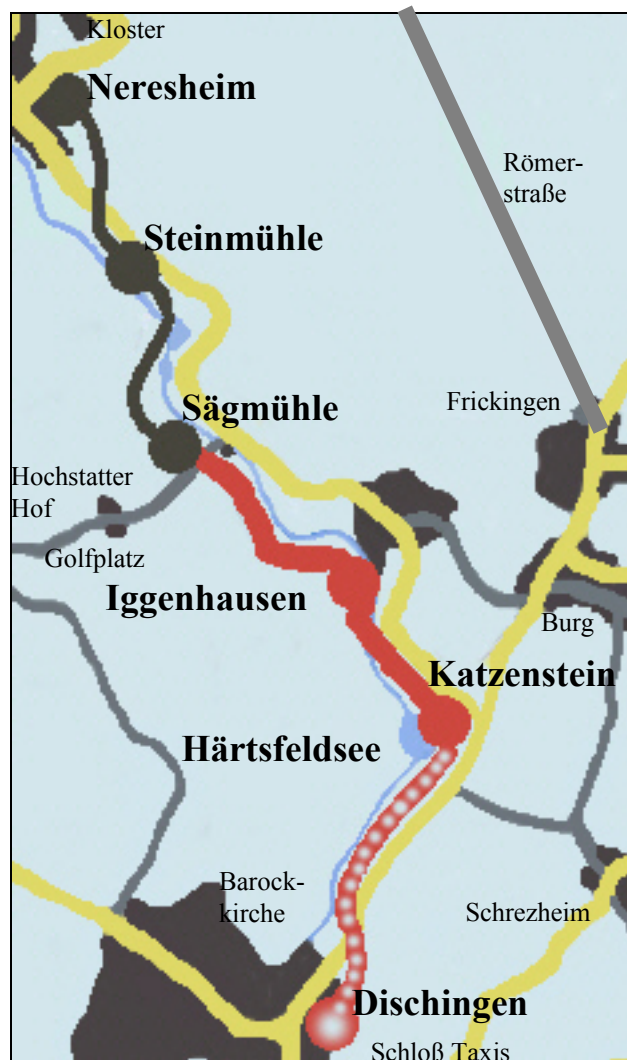 Kloster
Neresheim
Römer-
straße
Steinmühle
Sägmühle
Frickingen
Hochstatter
Hof
Golfplatz
Iggenhausen
Burg
Katzenstein
Härtsfeldsee
Barock-
kirche
Schrezheim
Dischingen
Schloß Taxis